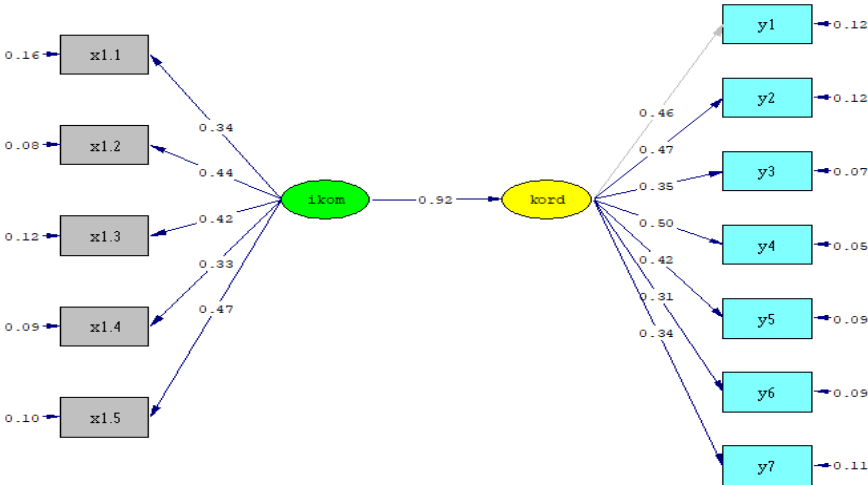 0.16 x1.1
0.08 x1.2
0.12 x1.3
0.09 x1.4
0.10 x1.5
0.34
0.44
0.42
0.33
0.47
ikom
0.92
kord
0.46
0.47
0.35
0.50
0.42
0.31
0.34
y1 0.12
y2 0.12
y3 0.07
y4 0.05
y5 0.09
y6 0.09
y7 0.11